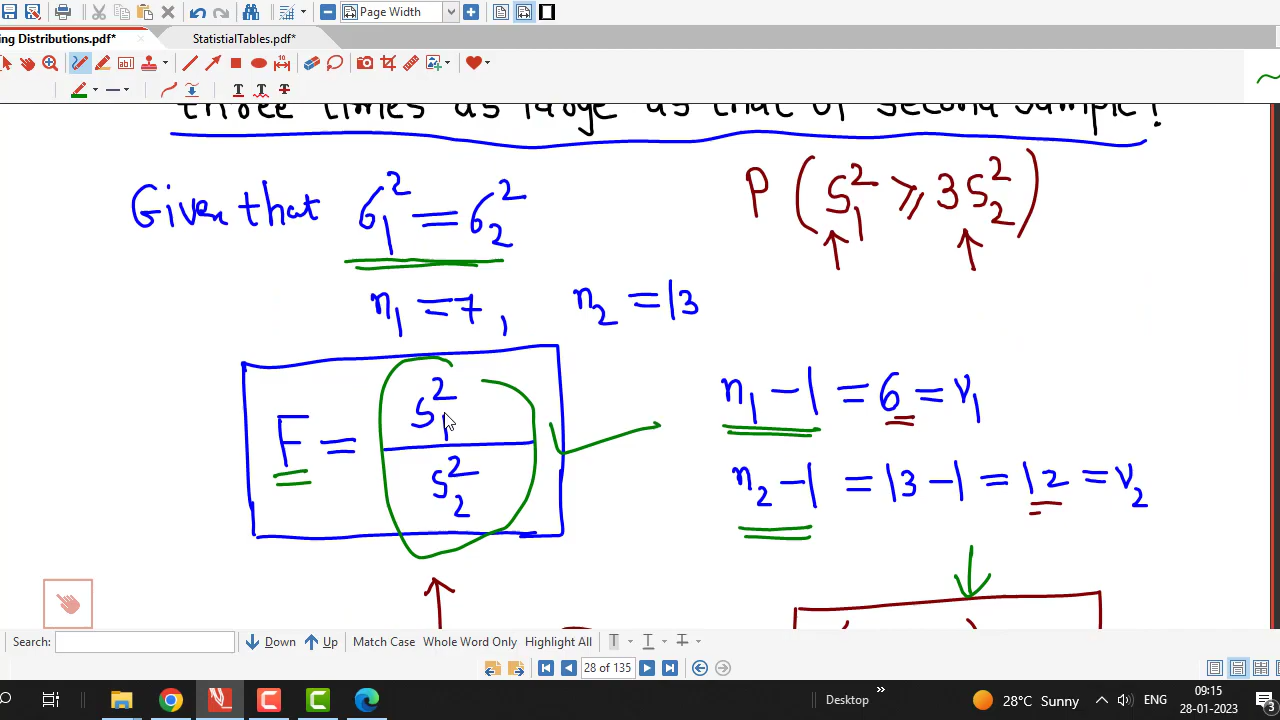 Page Width
ing Distributions.pdf* StatistialTables.pdf*
three times as large as that of second sample!
Given that σ₁² = σ₂² P (S₁² ⩾ 3S₂²)
n₁ = 7, n₂ = 13
F = S₁² / S₂²
n₁ − 1 = 6 = ν₁
n₂ − 1 = 13 − 1 = 12 = ν₂
Search: Down Up Match Case Whole Word Only Highlight All T T T
28 of 135
Desktop » 28°C Sunny ENG 09:15
28-01-2023 3